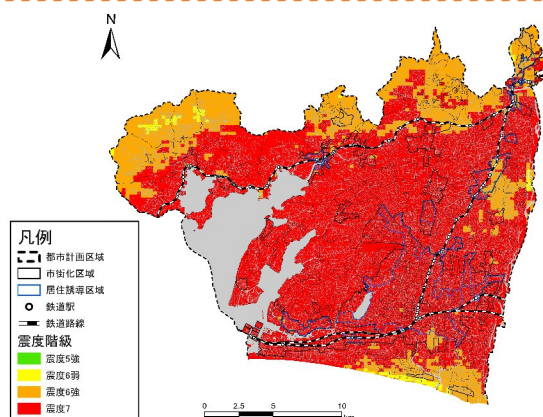 N
凡例
都市計画区域
市街化区域
居住誘導区域
鉄道駅
鉄道路線
震度階級
震度5強
震度6弱
震度6強
震度7
0 2.5 5 10
km